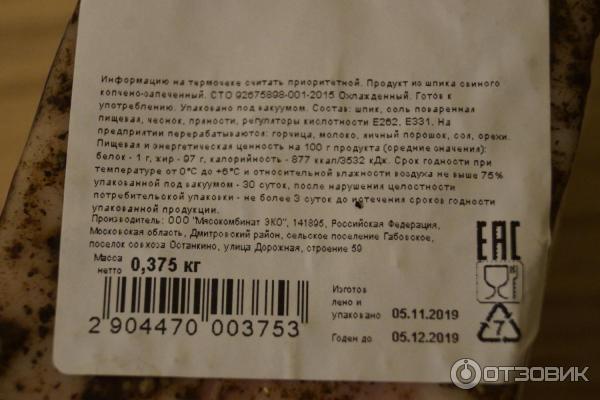 Информацию на термочеке считать приоритетной. Продукт из шпика свиного
копчено-запеченный. СТО 92675898-001-2015 Охлажденный. Готов к
употреблению. Упаковано под вакуумом. Состав: шпик, соль поваренная
пищевая, чеснок, пряности, регуляторы кислотности E262, E331. На
предприятии перерабатываются: горчица, молоко, яичный порошок, соя, орехи.
Пищевая и энергетическая ценность на 100 г продукта (средние значения):
белок - 1 г, жир - 97 г, калорийность - 877 ккал/3532 кДж. Срок годности при
температуре от 0°С до +6°С и относительной влажности воздуха не выше 75%
упакованной под вакуумом - 30 суток, после нарушения целостности
потребительской упаковки - не более 3 суток до истечения сроков годности
упакованной продукции.
Производитель: ООО "Мясокомбинат ЭКО", 141895, Российская Федерация,
Московская область, Дмитровский район, сельское поселение Габовское,
поселок совхоза Останкино, улица Дорожная, строение 59
Масса
нетто 0,375 кг
2 904470 003753
Изготов
лено и
упаковано 05.11.2019
Годен до 05.12.2019
EAC
7
ОТЗОВИК